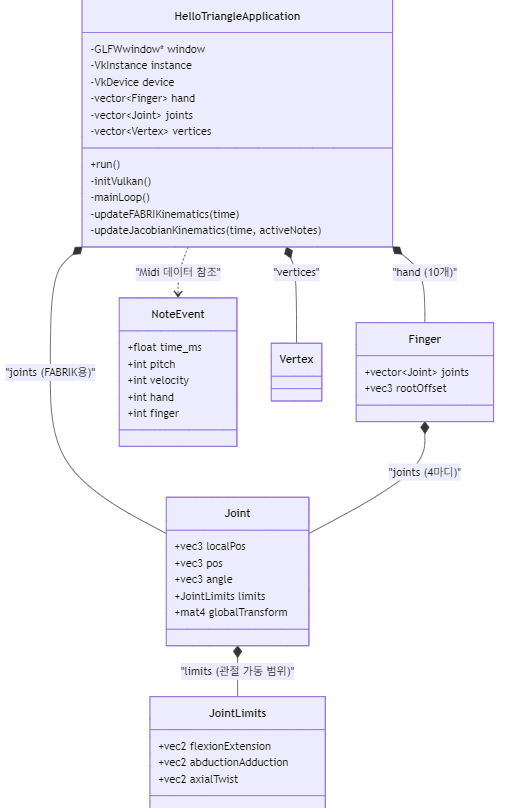 HelloTriangleApplication
-GLFWwindow* window
-VkInstance instance
-VkDevice device
-vector<Finger> hand
-vector<Joint> joints
-vector<Vertex> vertices
+run()
-initVulkan()
-mainLoop()
-updateFABRIKinematics(time)
-updateJacobianKinematics(time, activeNotes)
"Midi 데이터 참조"
"vertices"
"hand (10개)"
NoteEvent
+float time_ms
+int pitch
+int velocity
+int hand
+int finger
Vertex
Finger
+vector<Joint> joints
+vec3 rootOffset
"joints (FABRIK용)"
"joints (4마디)"
Joint
+vec3 localPos
+vec3 pos
+vec3 angle
+JointLimits limits
+mat4 globalTransform
"limits (관절 가동 범위)"
JointLimits
+vec2 flexionExtension
+vec2 abductionAdduction
+vec2 axialTwist